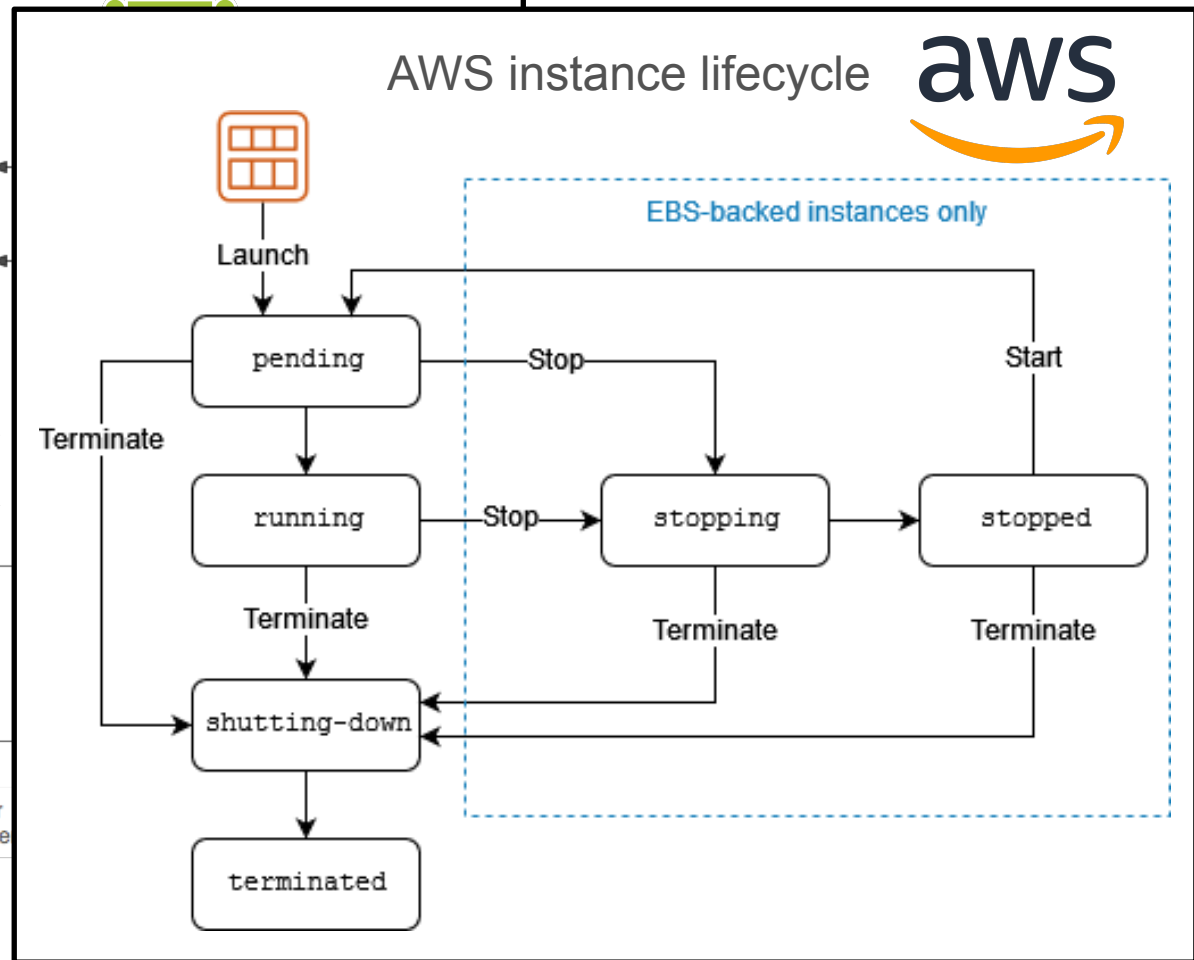 AWS instance lifecycle
aws
EBS-backed instances only
Launch
pending
Stop
Start
Terminate
running
Stop
stopping
stopped
Terminate
Terminate
Terminate
shutting-down
terminated